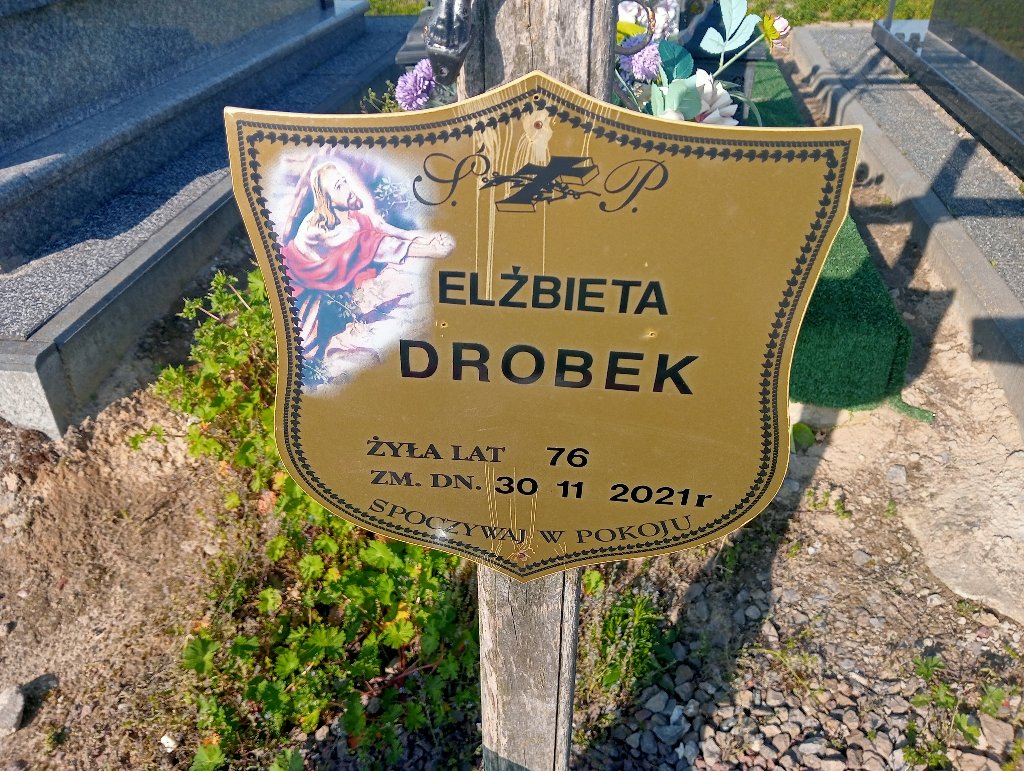 Ś. P.
ELŻBIETA
DROBEK
ŻYŁA LAT 76
ZM. DN. 30 11 2021r
SPOCZYWAJ W POKOJU